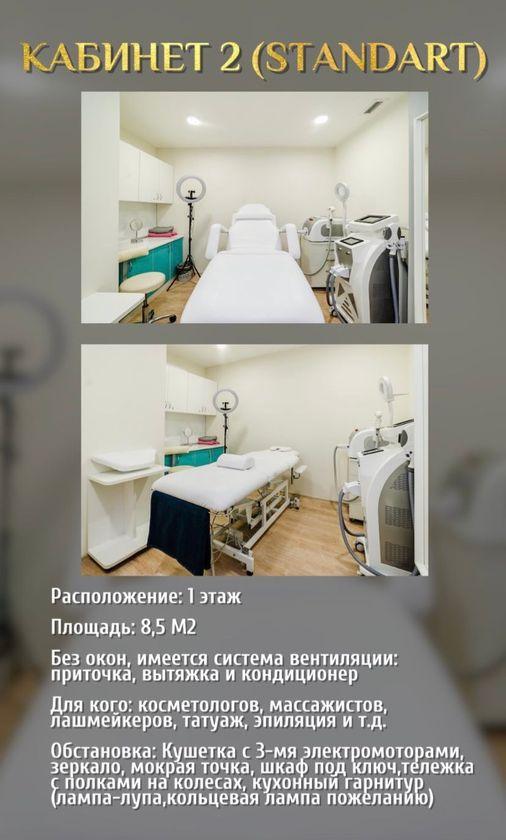 КАБИНЕТ 2 (STANDART)
Расположение: 1 этаж
Площадь: 8,5 М2
Без окон, имеется система вентиляции:
приточка, вытяжка и кондиционер
Для кого: косметологов, массажистов,
лашмейкеров, татуаж, эпиляция и т.д.
Обстановка: Кушетка с 3-мя электромоторами,
зеркало, мокрая точка, шкаф под ключ,тележка
с полками на колесах, кухонный гарнитур
(лампа-лупа,кольцевая лампа пожеланию)